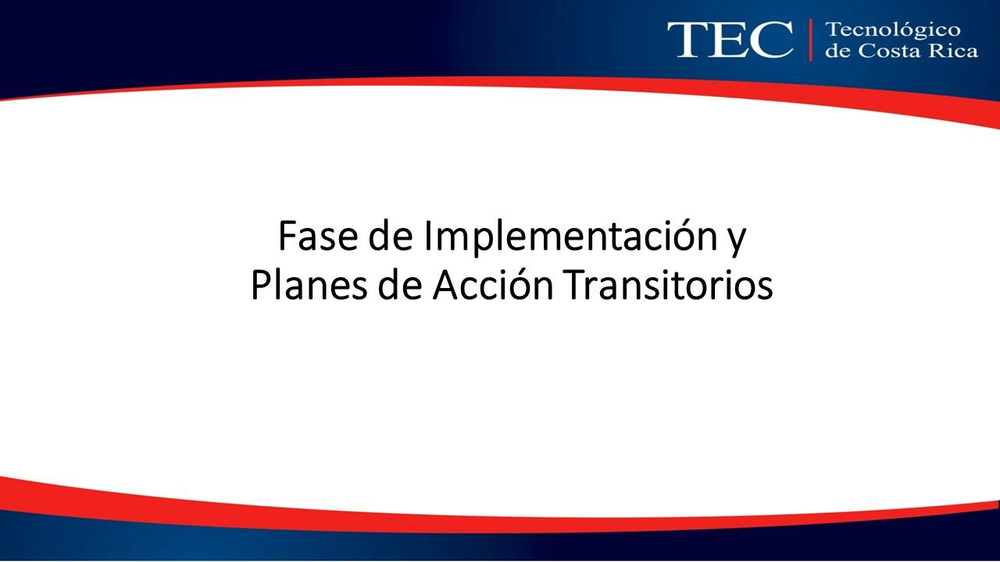 TEC
Tecnológico
de Costa Rica
Fase de Implementación y
Planes de Acción Transitorios